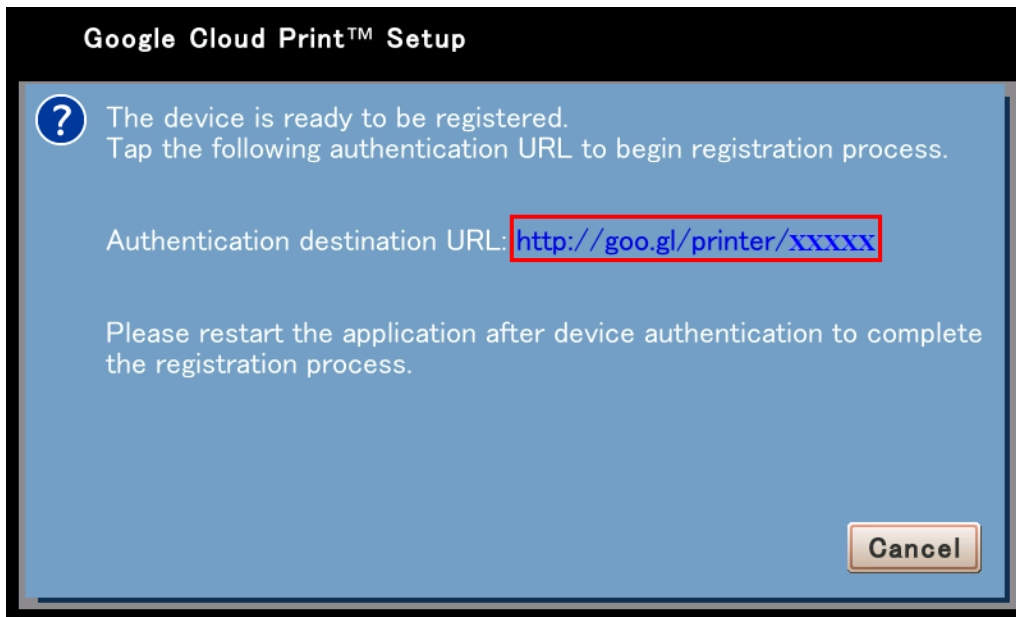 Google Cloud Print™ Setup
The device is ready to be registered.
Tap the following authentication URL to begin registration process.
Authentication destination URL: http://goo.gl/printer/xxxxx
Please restart the application after device authentication to complete
the registration process.
Cancel